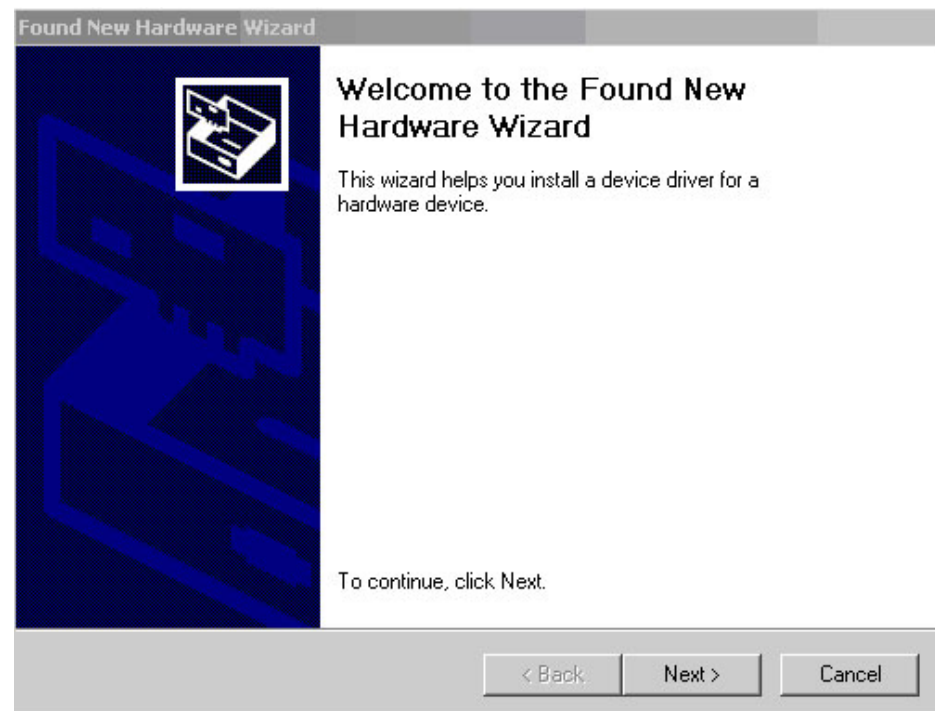 Found New Hardware Wizard
Welcome to the Found New
Hardware Wizard
This wizard helps you install a device driver for a
hardware device.
To continue, click Next.
< Back
Next >
Cancel